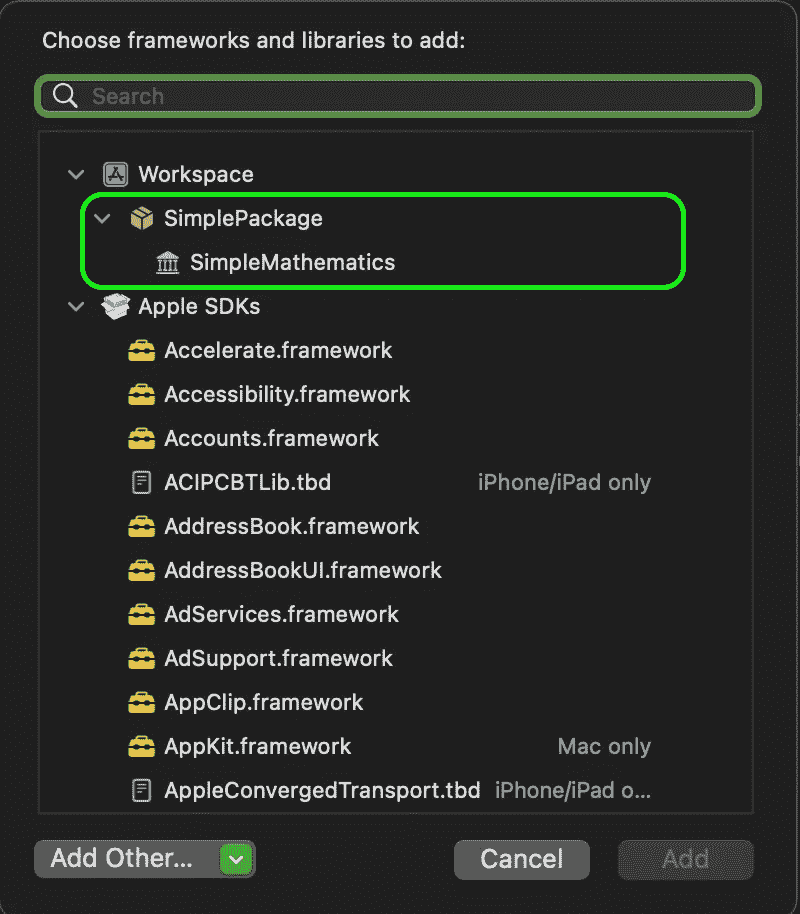 Choose frameworks and libraries to add:
Search
Workspace
SimplePackage
SimpleMathematics
Apple SDKs
Accelerate.framework
Accessibility.framework
Accounts.framework
ACIPCBTLib.tbd iPhone/iPad only
AddressBook.framework
AddressBookUI.framework
AdServices.framework
AdSupport.framework
AppClip.framework
AppKit.framework Mac only
AppleConvergedTransport.tbd iPhone/iPad o...
Add Other... Cancel Add